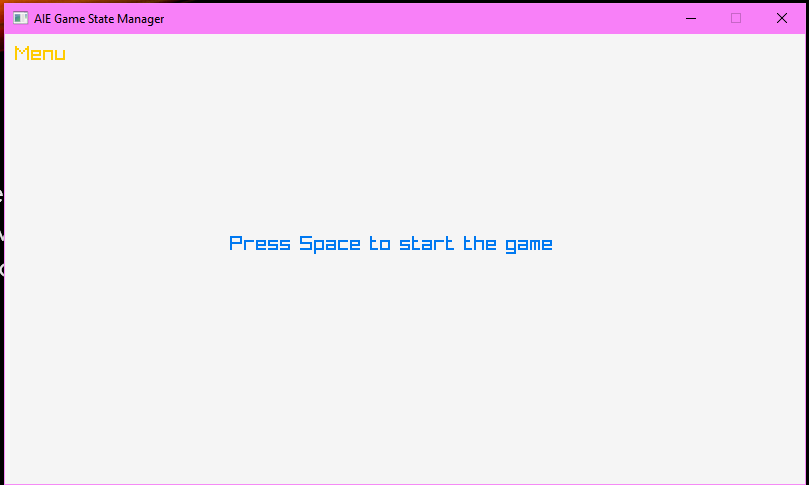 AIE Game State Manager
Menu
Press Space to start the game